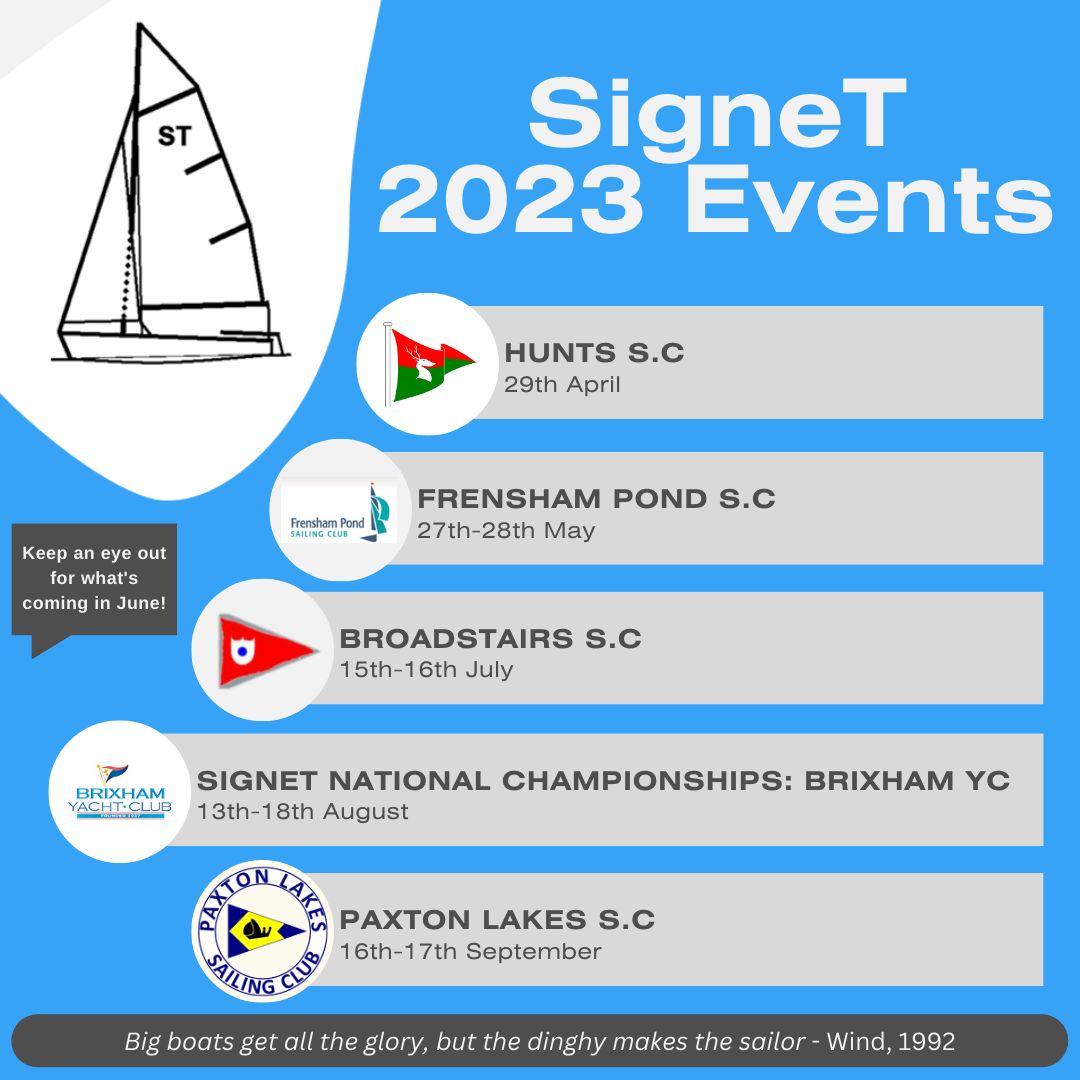 ST
SigneT
2023 Events
HUNTS S.C
29th April
Frensham Pond
SAILING CLUB
FRENSHAM POND S.C
27th-28th May
Keep an eye out
for what's
coming in June!
BROADSTAIRS S.C
15th-16th July
BRIXHAM
YACHT·CLUB
FOUNDED 1937
SIGNET NATIONAL CHAMPIONSHIPS: BRIXHAM YC
13th-18th August
PAXTON LAKES
SAILING CLUB
PAXTON LAKES S.C
16th-17th September
Big boats get all the glory, but the dinghy makes the sailor - Wind, 1992